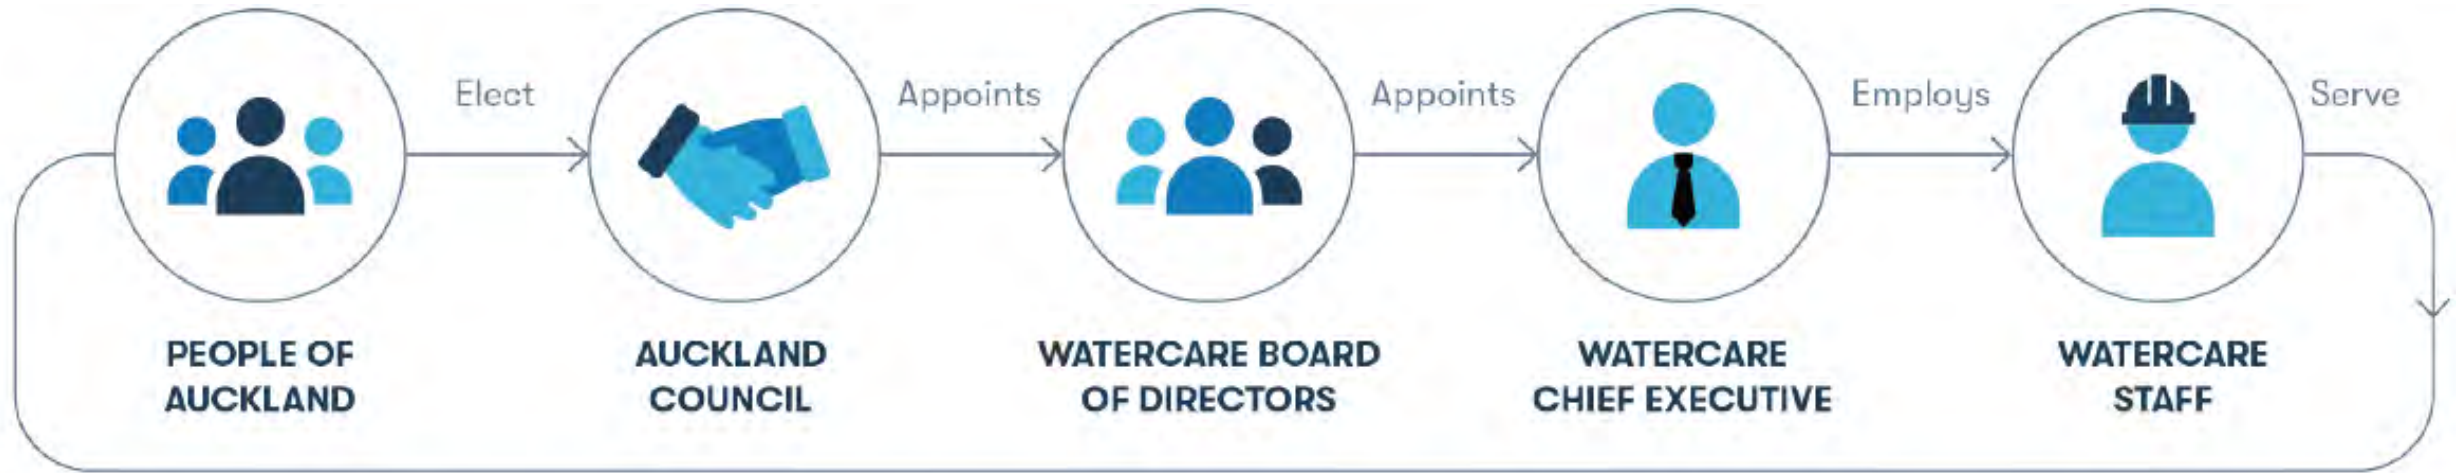 Elect
Appoints
Appoints
Employs
Serve
PEOPLE OF
AUCKLAND
AUCKLAND
COUNCIL
WATERCARE BOARD
OF DIRECTORS
WATERCARE
CHIEF EXECUTIVE
WATERCARE
STAFF